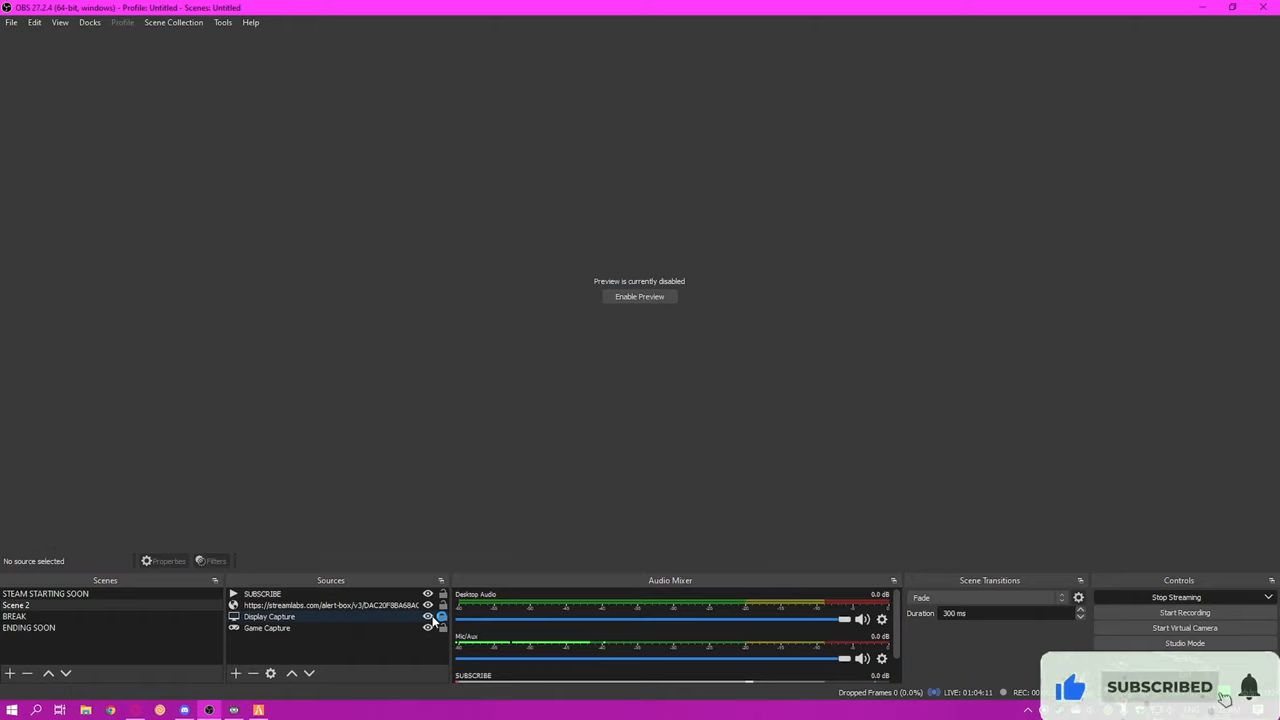 OBS 27.2.4 (64-bit, windows) - Profile: Untitled - Scenes: Untitled
File Edit View Docks Profile Scene Collection Tools Help
Preview is currently disabled
Enable Preview
No source selected Properties Filters
Scenes Sources Audio Mixer Scene Transitions Controls
STEAM STARTING SOON
Scene 2
BREAK
ENDING SOON
SUBSCRIBE
https://streamlabs.com/alert-box/v3/DAC20F8BA68AC
Display Capture
Game Capture
Desktop Audio 0.0 dB
Mic/Aux 0.0 dB
SUBSCRIBE 0.0 dB
Fade
Duration 300 ms
Stop Streaming
Start Recording
Start Virtual Camera
Studio Mode
Dropped Frames 0 (0.0%) LIVE: 01:04:11 REC: 00
SUBSCRIBED